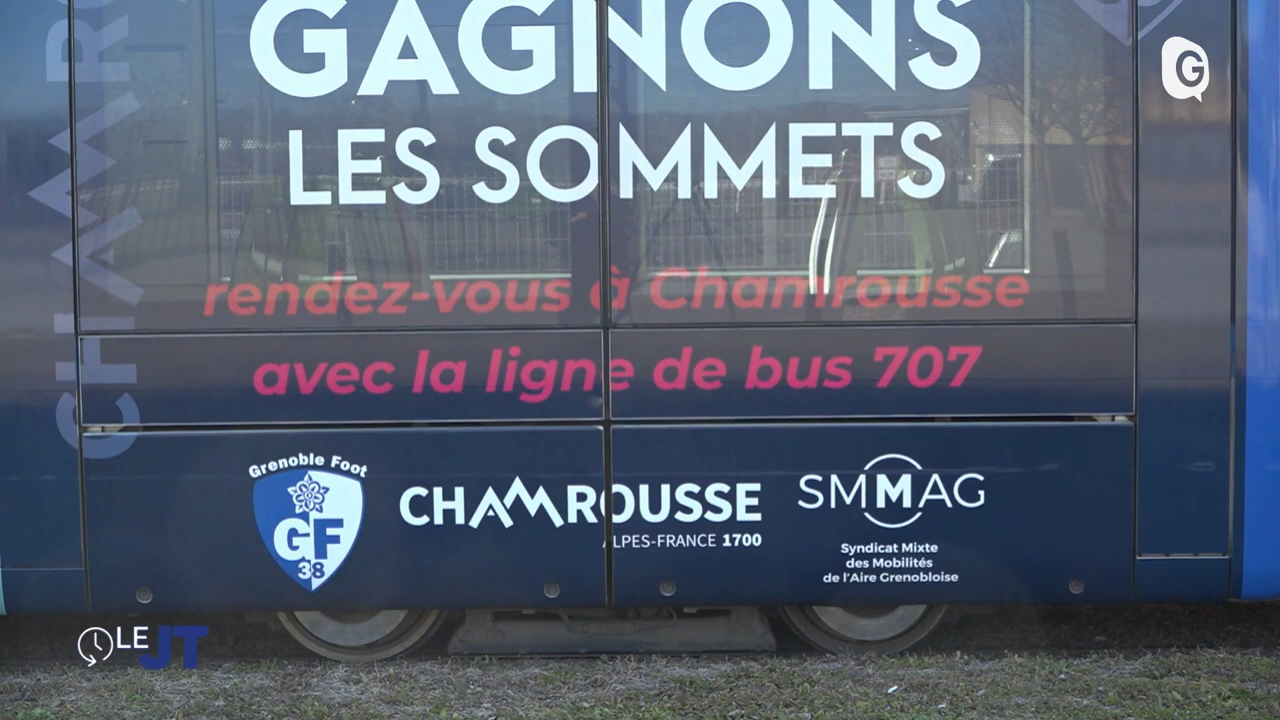 GAGNONS
LES SOMMETS
rendez-vous à Chamrousse
avec la ligne de bus 707
CHAMR
Grenoble Foot
GF
38
CHAMROUSSE
ALPES-FRANCE 1700
SMMAG
Syndicat Mixte
des Mobilités
de l'Aire Grenobloise
G
LE JT